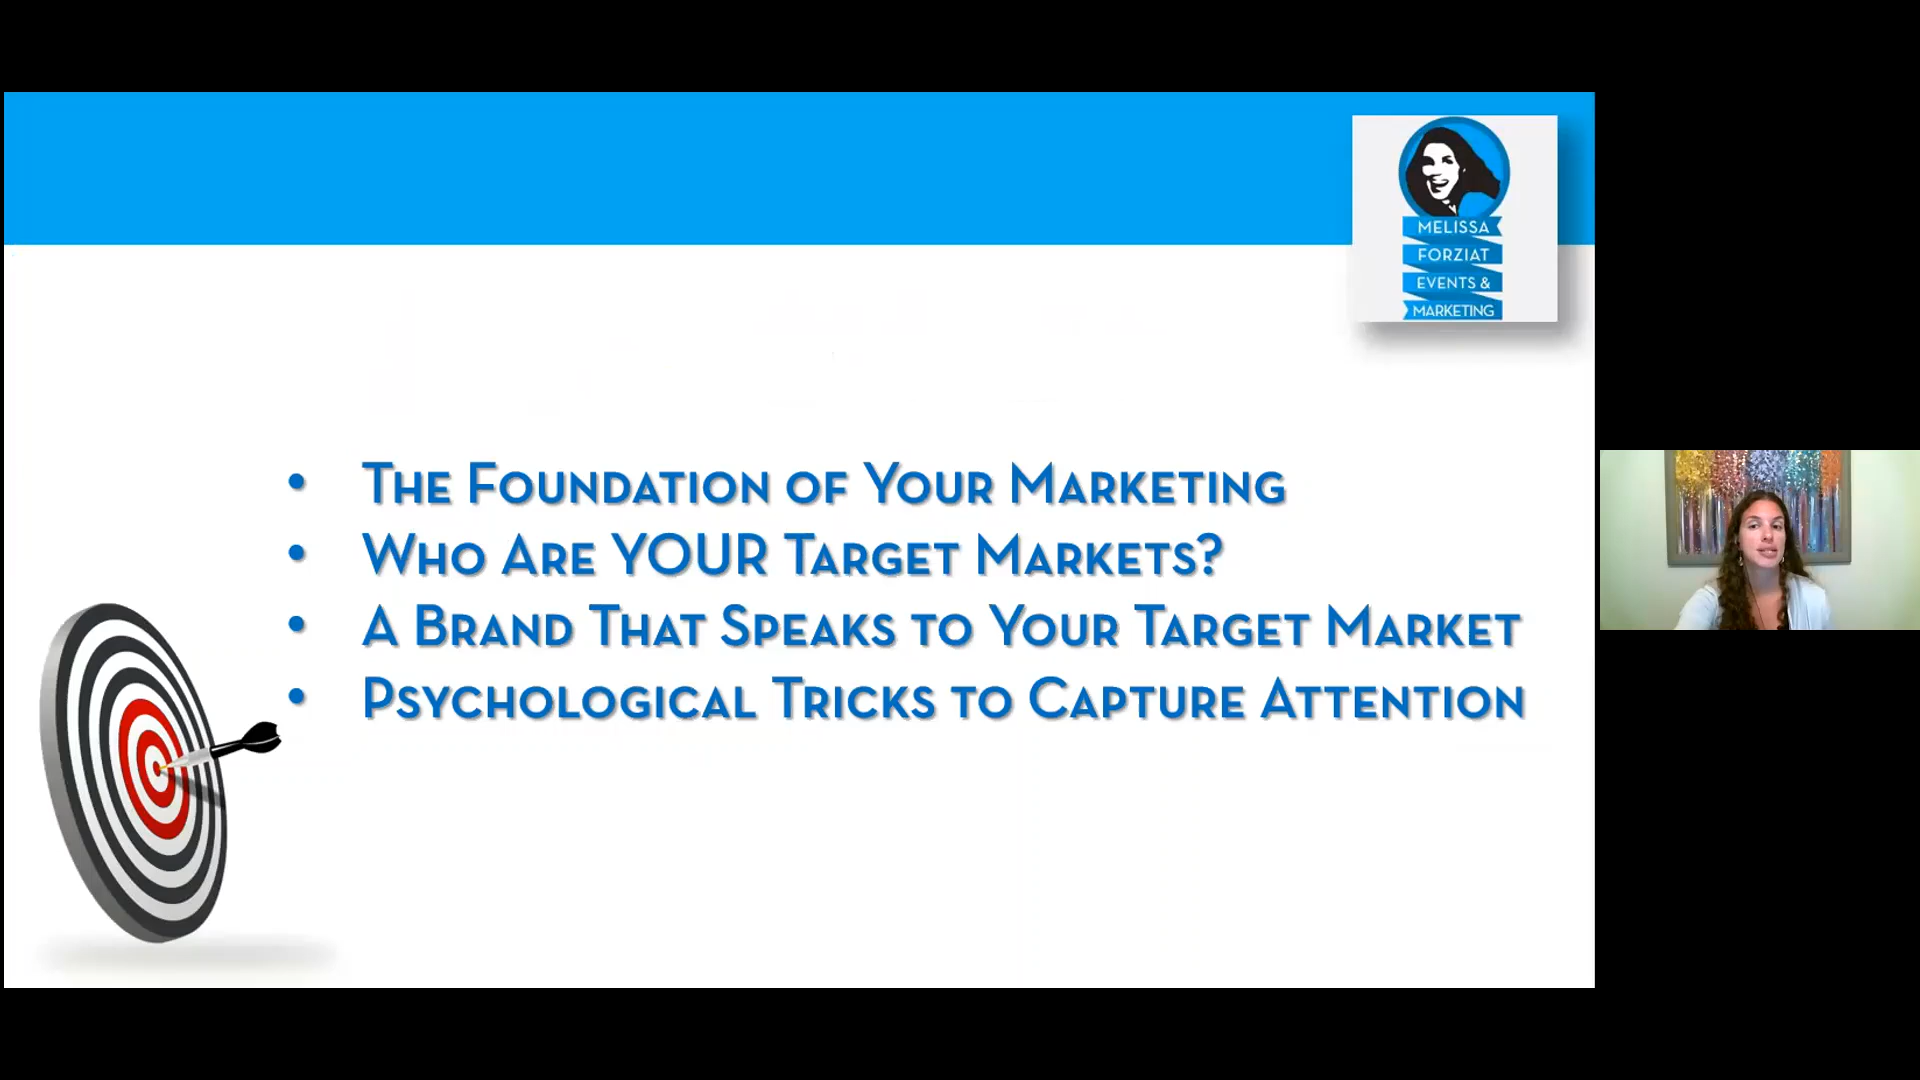 MELISSA
FORZIAT
EVENTS &
MARKETING
• The Foundation of Your Marketing
• Who Are YOUR Target Markets?
• A Brand That Speaks to Your Target Market
• Psychological Tricks to Capture Attention